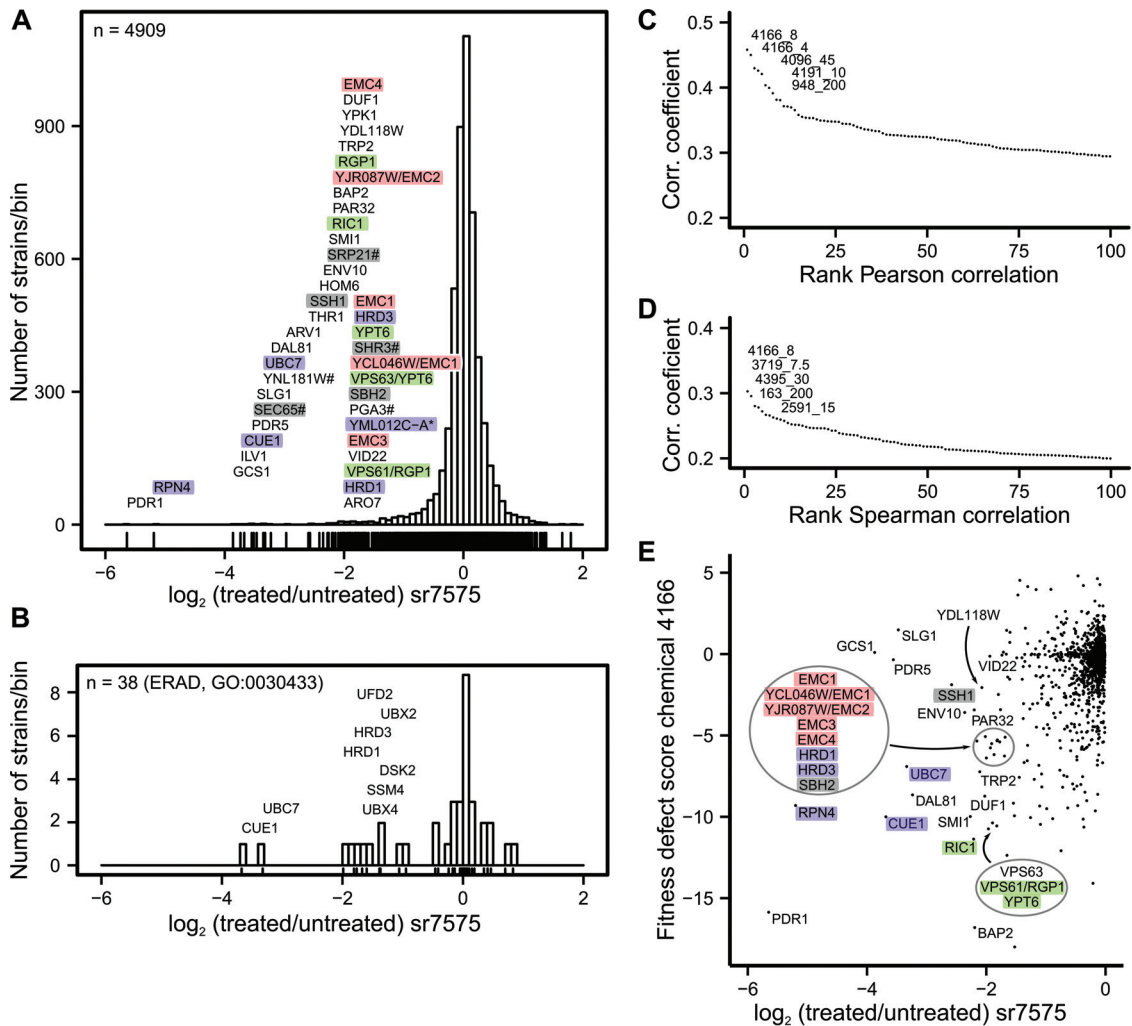 A
n = 4909
Number of strains/bin
900
600
300
0
EMC4
DUF1
YPK1
YDL118W
TRP2
RGP1
YJR087W/EMC2
BAP2
PAR32
RIC1
SMI1
SRP21#
ENV10
HOM6
SSH1
THR1
ARV1
DAL81
UBC7
YNL181W#
SLG1
SEC65#
PDR5
CUE1
ILV1
GCS1
RPN4
PDR1
EMC1
HRD3
YPT6
SHR3#
YCL046W/EMC1
VPS63/YPT6
SBH2
PGA3#
YML012C−A*
EMC3
VID22
VPS61/RGP1
HRD1
ARO7
−6 −4 −2 0 2
log2 (treated/untreated) sr7575
B
n = 38 (ERAD, GO:0030433)
Number of strains/bin
8
6
4
2
0
UFD2
UBX2
HRD3
HRD1
DSK2
SSM4
UBX4
UBC7
CUE1
−6 −4 −2 0 2
log2 (treated/untreated) sr7575
C
Corr. coefficient
0.5
0.4
0.3
0.2
4166_8
4166_4
4096_45
4191_10
948_200
0 25 50 75 100
Rank Pearson correlation
D
Corr. coeficient
0.4
0.3
0.2
4166_8
3719_7.5
4395_30
163_200
2591_15
0 25 50 75 100
Rank Spearman correlation
E
Fitness defect score chemical 4166
5
0
−5
−10
−15
YDL118W
SLG1
GCS1
PDR5
VID22
SSH1
ENV10
PAR32
EMC1
YCL046W/EMC1
YJR087W/EMC2
EMC3
EMC4
HRD1
HRD3
SBH2
UBC7
TRP2
RPN4
DAL81
DUF1
CUE1
SMI1
RIC1
VPS63
VPS61/RGP1
YPT6
PDR1
BAP2
−6 −4 −2 0
log2 (treated/untreated) sr7575